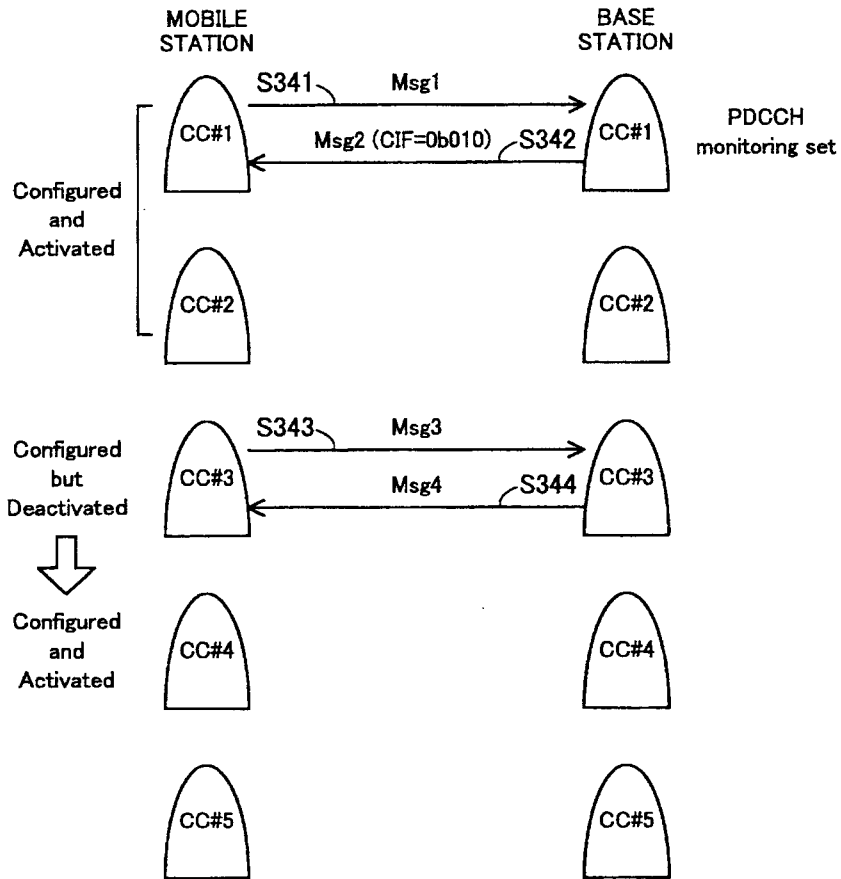 MOBILE STATION
BASE STATION
S341
Msg1
CC#1
CC#1
PDCCH
monitoring set
Msg2 (CIF=0b010)
S342
Configured
and
Activated
CC#2
CC#2
S343
Msg3
Configured
but
Deactivated
CC#3
CC#3
Msg4
S344
Configured
and
Activated
CC#4
CC#4
CC#5
CC#5